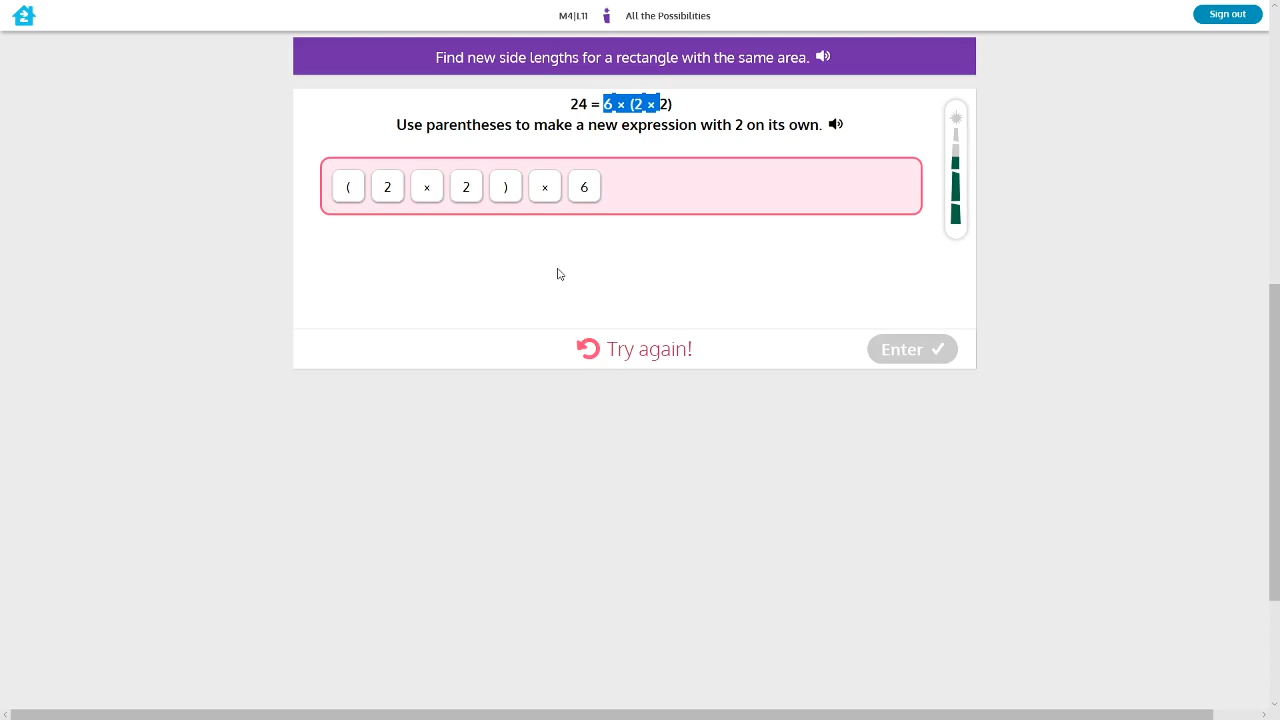 M4|L11 All the Possibilities
Sign out
Find new side lengths for a rectangle with the same area.
24 = 6 × (2 × 2)
Use parentheses to make a new expression with 2 on its own.
( 2 × 2 ) × 6
Try again!
Enter